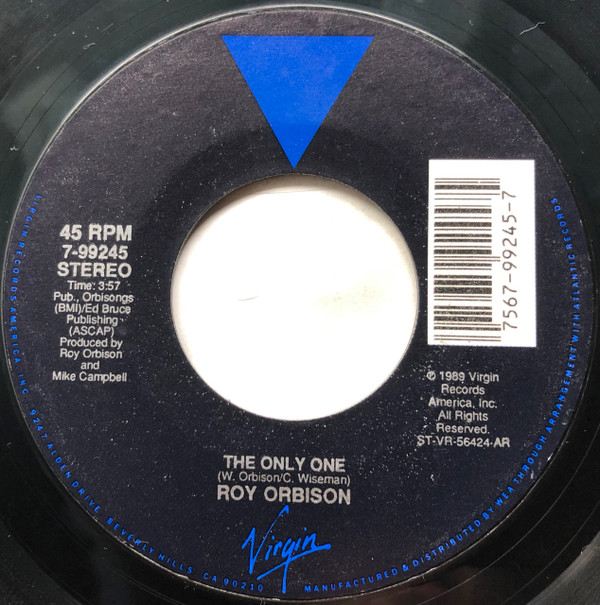 45 RPM
7-99245
STEREO
Time: 3:57
Pub., Orbisongs
(BMI)/Ed Bruce
Publishing
(ASCAP)
Produced by
Roy Orbison
and
Mike Campbell
7567-99245-7
℗ 1989 Virgin
Records
America, Inc.
All Rights
Reserved.
ST-VR-56424-AR
THE ONLY ONE
(W. Orbison/C. Wiseman)
ROY ORBISON
Virgin
VIRGIN RECORDS AMERICA, INC. 9247 ALDEN DRIVE, BEVERLY HILLS, CA 90210
MANUFACTURED & DISTRIBUTED BY WEA THROUGH ARRANGEMENT WITH ATLANTIC RECORDS